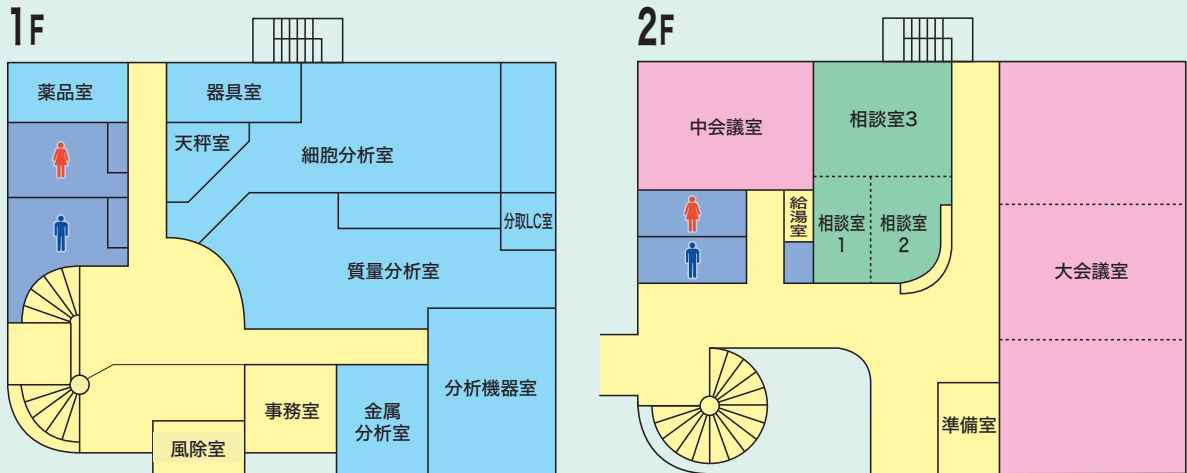 1F
薬品室
器具室
天秤室
細胞分析室
分取LC室
質量分析室
分析機器室
事務室
金属
分析室
風除室
2F
中会議室
相談室3
給湯室
相談室
1
相談室
2
大会議室
準備室